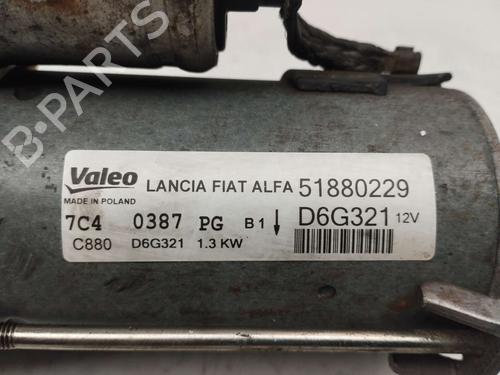 B-PARTS
Valeo LANCIA FIAT ALFA 51880229
MADE IN POLAND
7C4 0387 PG B1 ↓ D6G321 12V
C880 D6G321 1.3 KW